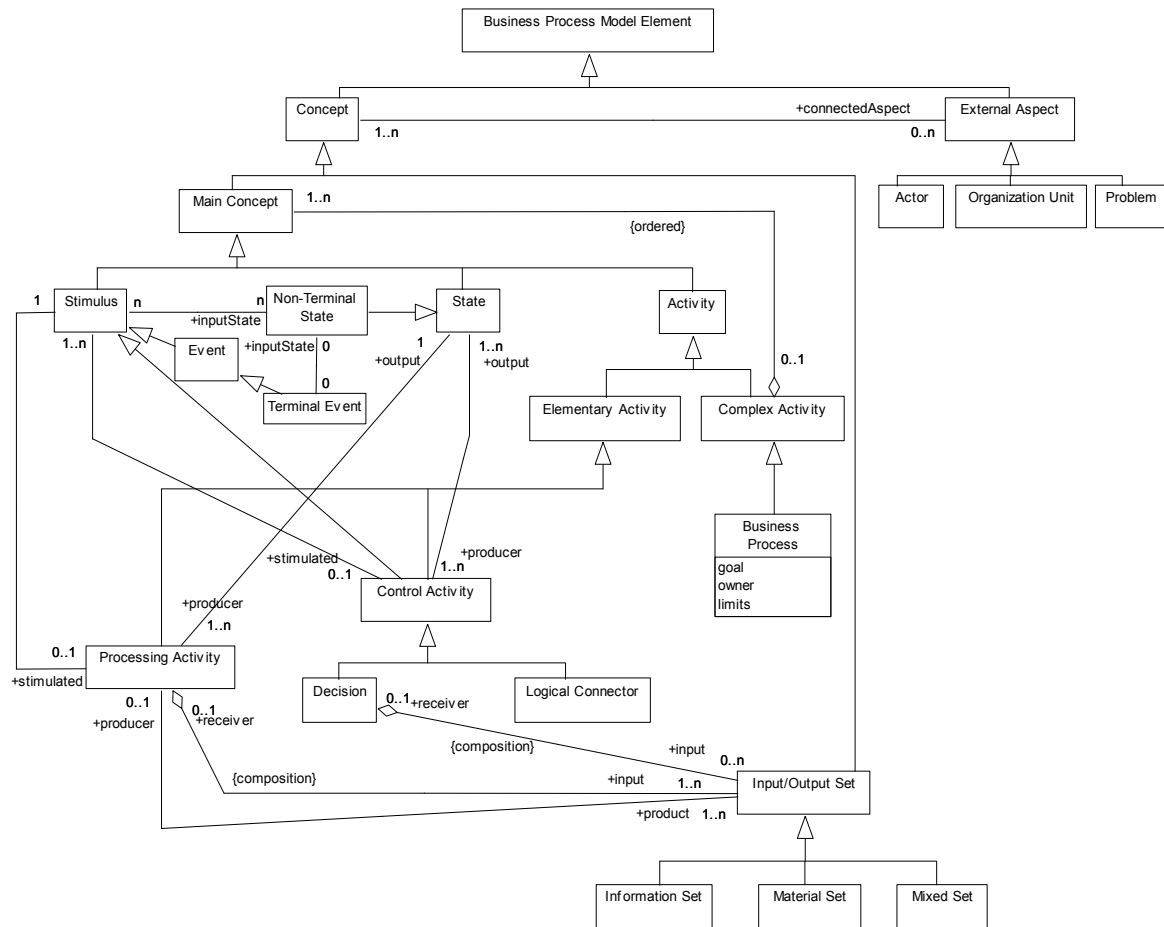 Business Process Model Element
Concept
+connectedAspect
External Aspect
1..n
0..n
Main Concept
1..n
Actor
Organization Unit
Problem
{ordered}
1
Stimulus
n
n
Non-Terminal
State
State
Activity
+inputState
1..n
+inputState
0
1
1..n
Event
+output
+output
0..1
0
Terminal Event
Elementary Activity
Complex Activity
Business
Process
+stimulated
+producer
goal
0..1
1..n
owner
Control Activity
limits
+producer
1..n
0..1
Processing Activity
+stimulated
Decision
Logical Connector
0..1
0..1
0..1
+receiver
+producer
+receiver
{composition}
+input
0..n
{composition}
+input
1..n
Input/Output Set
+product
1..n
Information Set
Material Set
Mixed Set